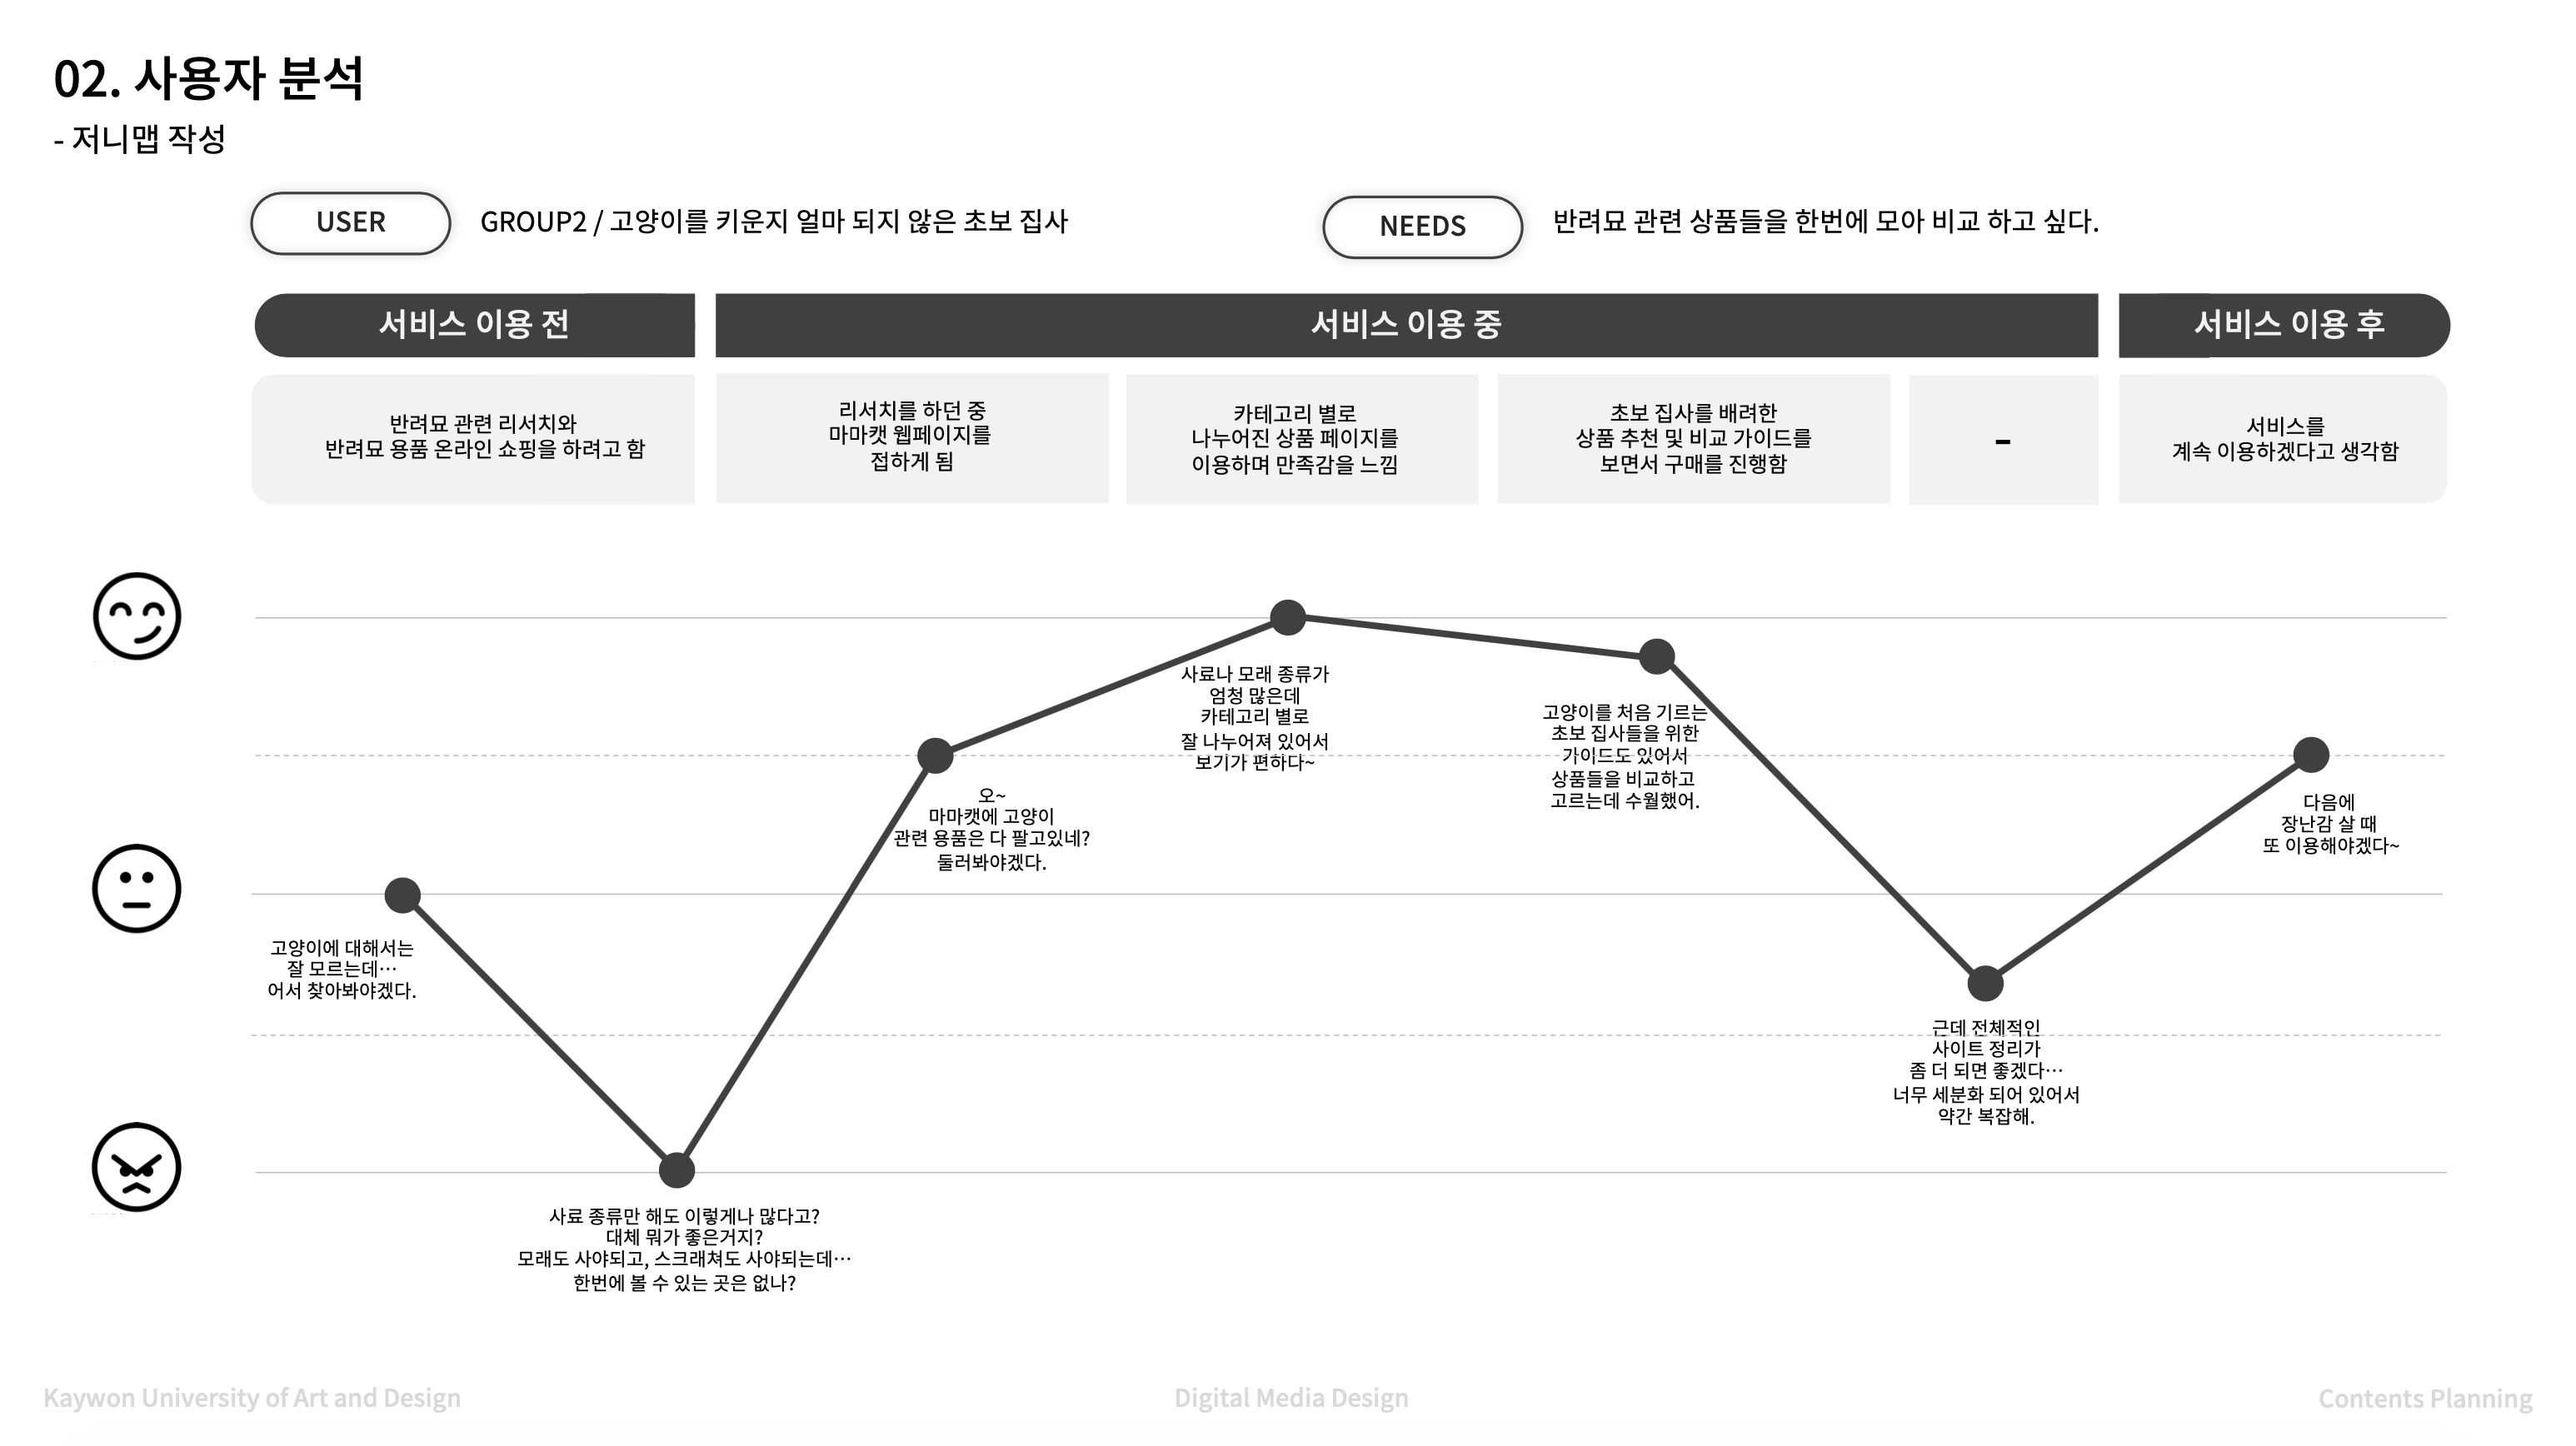 02. 사용자 분석
- 저니맵 작성
USER
GROUP2 / 고양이를 키운지 얼마 되지 않은 초보 집사
NEEDS
반려묘 관련 상품들을 한번에 모아 비교 하고 싶다.
서비스 이용 전
서비스 이용 중
서비스 이용 후
반려묘 관련 리서치와
반려묘 용품 온라인 쇼핑을 하려고 함
리서치를 하던 중
마마캣 웹페이지를
접하게 됨
카테고리 별로
나누어진 상품 페이지를
이용하며 만족감을 느낌
초보 집사를 배려한
상품 추천 및 비교 가이드를
보면서 구매를 진행함
-
서비스를
계속 이용하겠다고 생각함
고양이에 대해서는
잘 모르는데…
어서 찾아봐야겠다.
사료 종류만 해도 이렇게나 많다고?
대체 뭐가 좋은거지?
모래도 사야되고, 스크래쳐도 사야되는데…
한번에 볼 수 있는 곳은 없나?
오~
마마캣에 고양이
관련 용품은 다 팔고있네?
둘러봐야겠다.
사료나 모래 종류가
엄청 많은데
카테고리 별로
잘 나누어져 있어서
보기가 편하다~
고양이를 처음 기르는
초보 집사들을 위한
가이드도 있어서
상품들을 비교하고
고르는데 수월했어.
근데 전체적인
사이트 정리가
좀 더 되면 좋겠다…
너무 세분화 되어 있어서
약간 복잡해.
다음에
장난감 살 때
또 이용해야겠다~
Kaywon University of Art and Design
Digital Media Design
Contents Planning